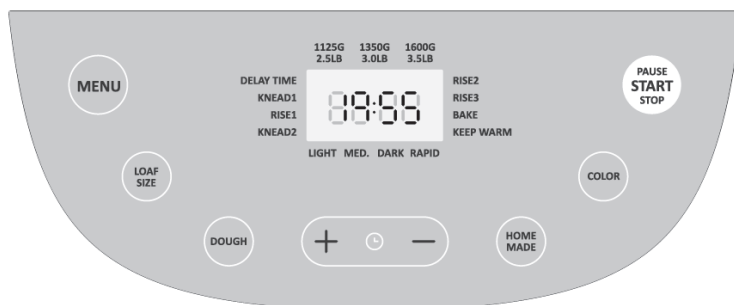 1125G 1350G 1600G
2.5LB 3.0LB 3.5LB
MENU
DELAY TIME
KNEAD1
RISE1
KNEAD2
19:55
RISE2
RISE3
BAKE
KEEP WARM
PAUSE
START
STOP
LIGHT MED. DARK RAPID
LOAF
SIZE
COLOR
DOUGH
+ −
HOME
MADE